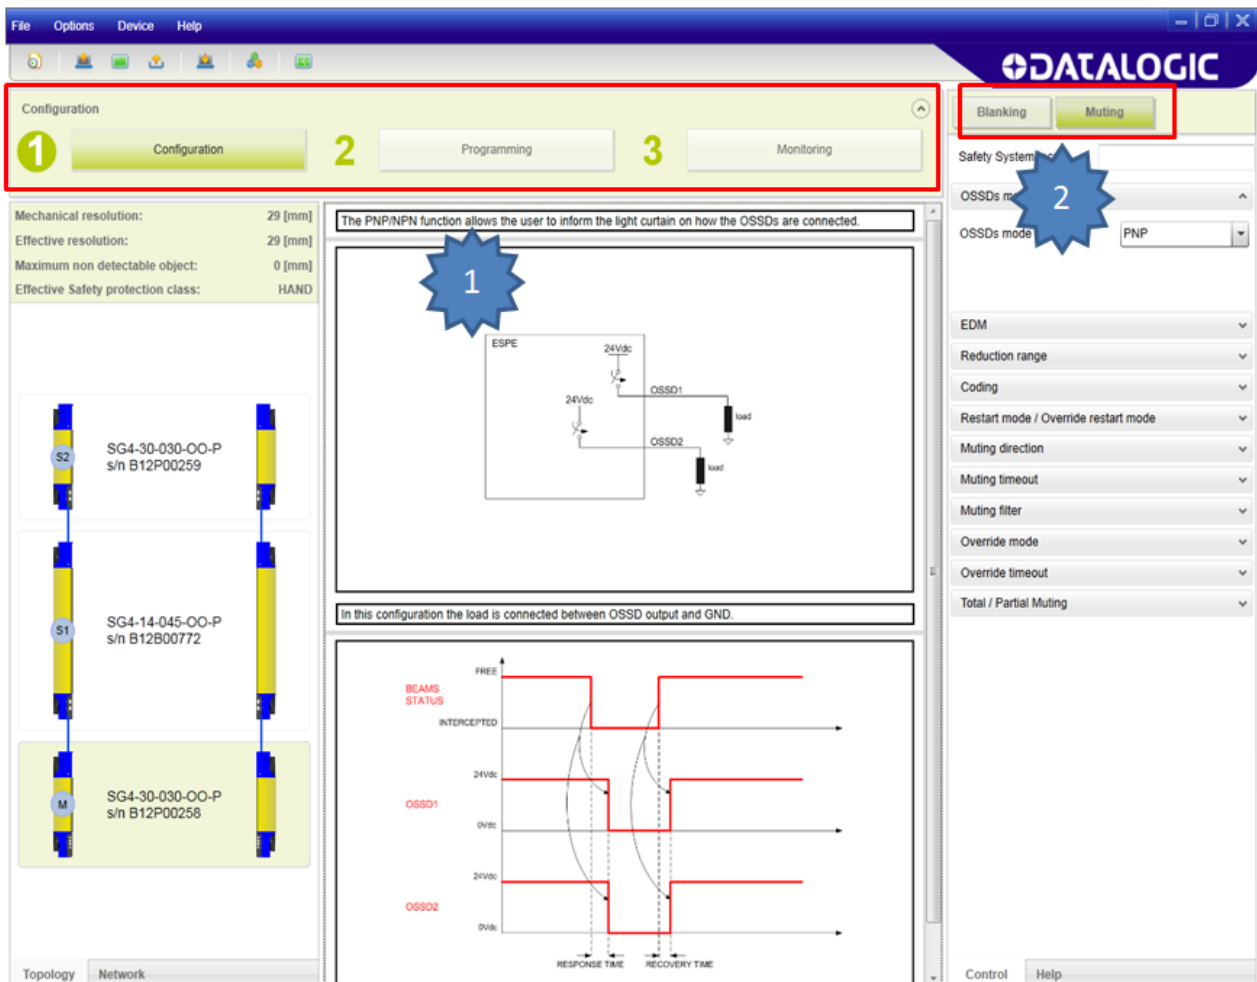 File Options Device Help
DATALOGIC
Configuration
1 Configuration 2 Programming 3 Monitoring
Blanking Muting
Safety System
2
OSSDs m
OSSDs mode PNP
EDM
Reduction range
Coding
Restart mode / Override restart mode
Muting direction
Muting timeout
Muting filter
Override mode
Override timeout
Total / Partial Muting
Control Help
Mechanical resolution: 29 [mm]
Effective resolution: 29 [mm]
Maximum non detectable object: 0 [mm]
Effective Safety protection class: HAND
S2
SG4-30-030-OO-P
s/n B12P00259
S1
SG4-14-045-OO-P
s/n B12B00772
M
SG4-30-030-OO-P
s/n B12P00258
Topology Network
The PNP/NPN function allows the user to inform the light curtain on how the OSSDs are connected.
1
ESPE
24Vdc
OSSD1
24Vdc
load
OSSD2
load
In this configuration the load is connected between OSSD output and GND.
FREE
BEAMS
STATUS
INTERCEPTED
24Vdc
OSSD1
0Vdc
24Vdc
OSSD2
0Vdc
RESPONSE TIME RECOVERY TIME